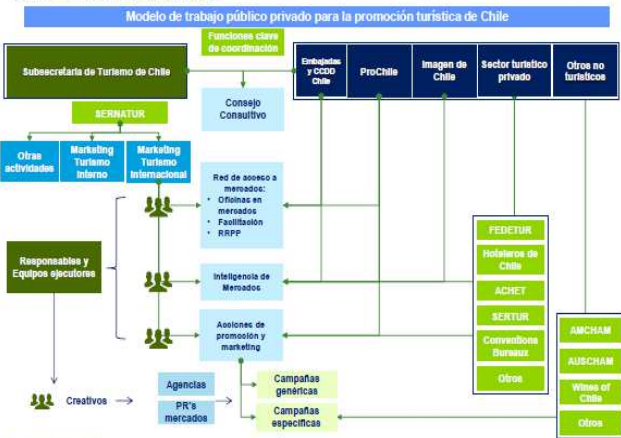 Modelo de trabajo público privado para la promoción turística de Chile
Funciones clave
de coordinación
Subsecretaría de Turismo de Chile
Embajadas
y CCDD
Chile
ProChile
Imagen de
Chile
Sector turístico
privado
Otros no
turísticos
Consejo
Consultivo
SERNATUR
Otras
actividades
Marketing
Turismo
Interno
Marketing
Turismo
Internacional
Red de acceso a
mercados:
• Oficinas en
mercados
• Facilitación
• RRPP
Responsables y
Equipos ejecutores
Inteligencia de
Mercados
Acciones de
promoción y
marketing
FEDETUR
Hoteleros de
Chile
ACHET
SERTUR
Conventions
Bureaux
Otros
AMCHAM
AUSCHAM
Wines of
Chile
Otros
Creativos
Agencias
PR's
mercados
Campañas
genéricas
Campañas
específicas